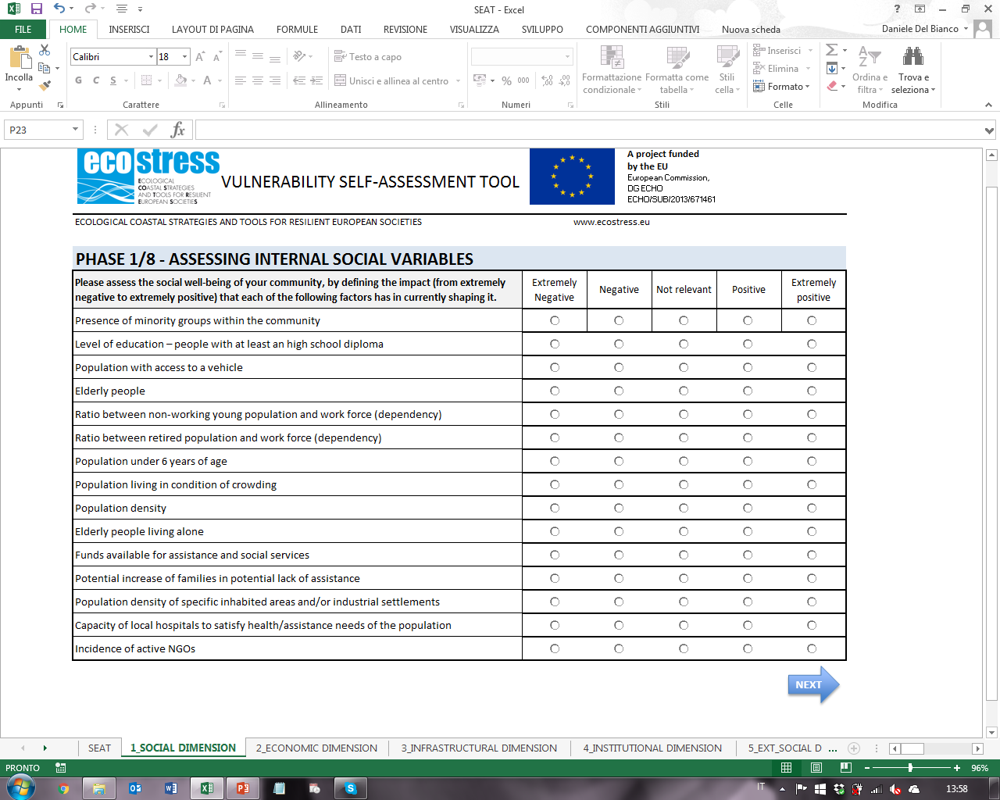 SEAT - Excel
FILE HOME INSERISCI LAYOUT DI PAGINA FORMULE DATI REVISIONE VISUALIZZA SVILUPPO COMPONENTI AGGIUNTIVI Nuova scheda Daniele Del Bianco
Incolla
Calibri 18
G C S
Testo a capo
Unisci e allinea al centro
% 000
Formattazione condizionale
Formatta come tabella
Stili cella
Inserisci
Elimina
Formato
Ordina e filtra
Trova e seleziona
Appunti Carattere Allineamento Numeri Stili Celle Modifica
P23 fx
ecostress
ECOLOGICAL
COASTAL STRATEGIES
AND TOOLS FOR RESILIENT
EUROPEAN SOCIETIES
VULNERABILITY SELF-ASSESSMENT TOOL
A project funded
by the EU
European Commission,
DG ECHO
ECHO/SUB/2013/671461
ECOLOGICAL COASTAL STRATEGIES AND TOOLS FOR RESILIENT EUROPEAN SOCIETIES www.ecostress.eu
PHASE 1/8 - ASSESSING INTERNAL SOCIAL VARIABLES
Please assess the social well-being of your community, by defining the impact (from extremely
negative to extremely positive) that each of the following factors has in currently shaping it.
Extremely Negative
Negative
Not relevant
Positive
Extremely positive
Presence of minority groups within the community
Level of education – people with at least an high school diploma
Population with access to a vehicle
Elderly people
Ratio between non-working young population and work force (dependency)
Ratio between retired population and work force (dependency)
Population under 6 years of age
Population living in condition of crowding
Population density
Elderly people living alone
Funds available for assistance and social services
Potential increase of families in potential lack of assistance
Population density of specific inhabited areas and/or industrial settlements
Capacity of local hospitals to satisfy health/assistance needs of the population
Incidence of active NGOs
NEXT
SEAT 1_SOCIAL DIMENSION 2_ECONOMIC DIMENSION 3_INFRASTRUCTURAL DIMENSION 4_INSTITUTIONAL DIMENSION 5_EXT_SOCIAL D ...
PRONTO 96%
IT 13:58